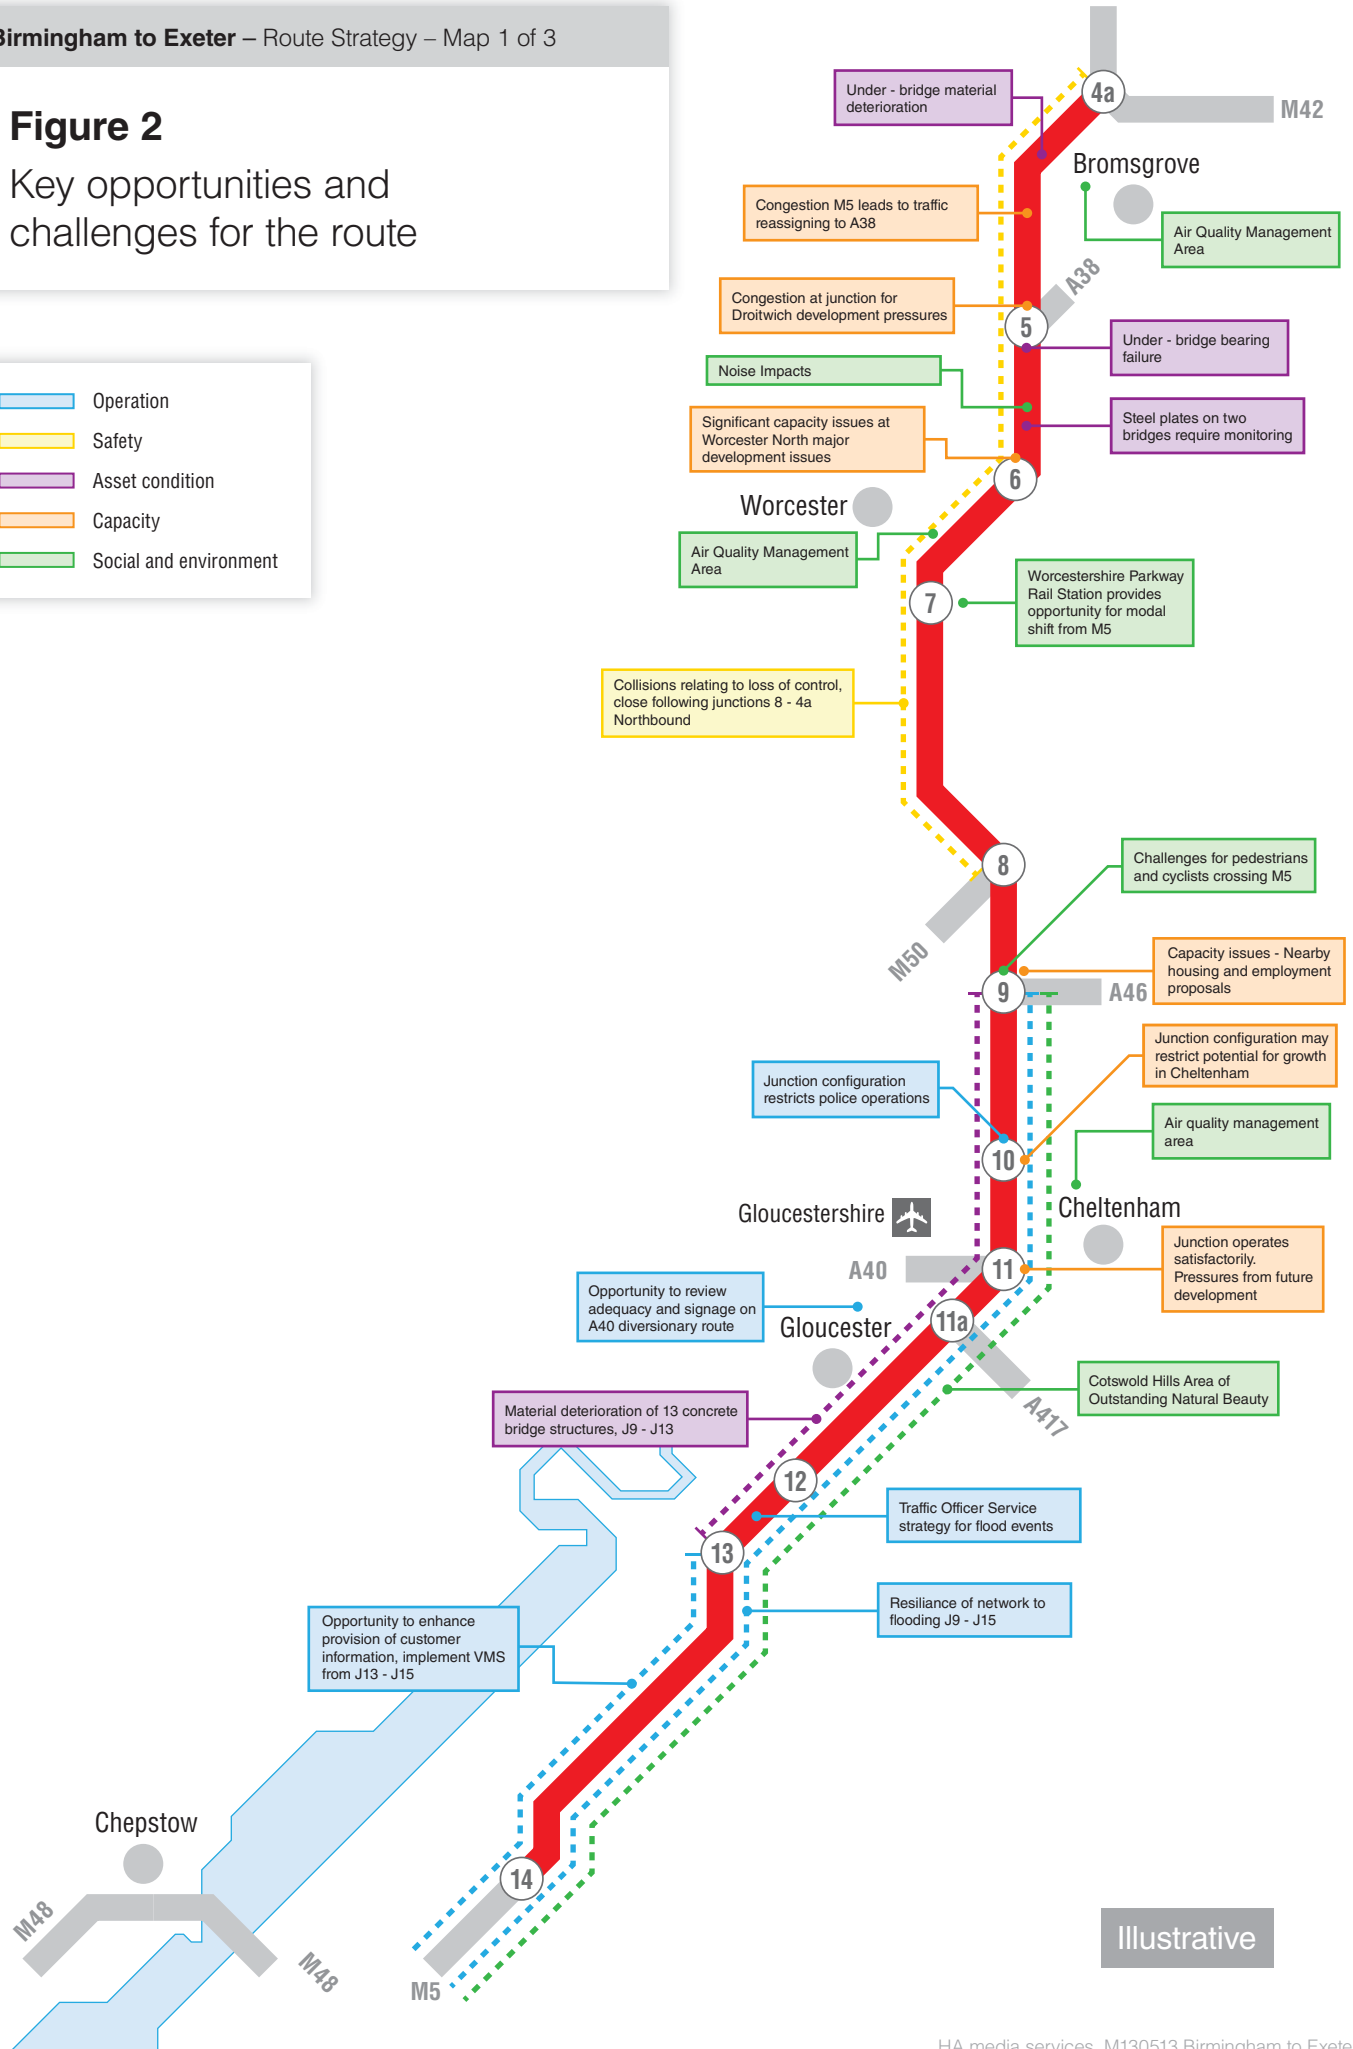 Birmingham to Exeter – Route Strategy – Map 1 of 3
Figure 2
Key opportunities and
challenges for the route
Operation
Safety
Asset condition
Capacity
Social and environment
4a
M42
Under - bridge material
deterioration
Bromsgrove
Congestion M5 leads to traffic
reassigning to A38
Air Quality Management
Area
A38
Congestion at junction for
Droitwich development pressures
5
Under - bridge bearing
failure
Noise Impacts
Steel plates on two
bridges require monitoring
Significant capacity issues at
Worcester North major
development issues
6
Worcester
Air Quality Management
Area
7
Worcestershire Parkway
Rail Station provides
opportunity for modal
shift from M5
Collisions relating to loss of control,
close following junctions 8 - 4a
Northbound
8
M50
Challenges for pedestrians
and cyclists crossing M5
Capacity issues - Nearby
housing and employment
proposals
9
A46
Junction configuration may
restrict potential for growth
in Cheltenham
Junction configuration
restricts police operations
Air quality management
area
10
Gloucestershire
Cheltenham
A40
11
Junction operates
satisfactorily.
Pressures from future
development
Opportunity to review
adequacy and signage on
A40 diversionary route
Gloucester
11a
A417
Cotswold Hills Area of
Outstanding Natural Beauty
Material deterioration of 13 concrete
bridge structures, J9 - J13
12
Traffic Officer Service
strategy for flood events
13
Resiliance of network to
flooding J9 - J15
Opportunity to enhance
provision of customer
information, implement VMS
from J13 - J15
Chepstow
14
M48
M48
M5
Illustrative
HA media services M130513 Birmingham to Exete